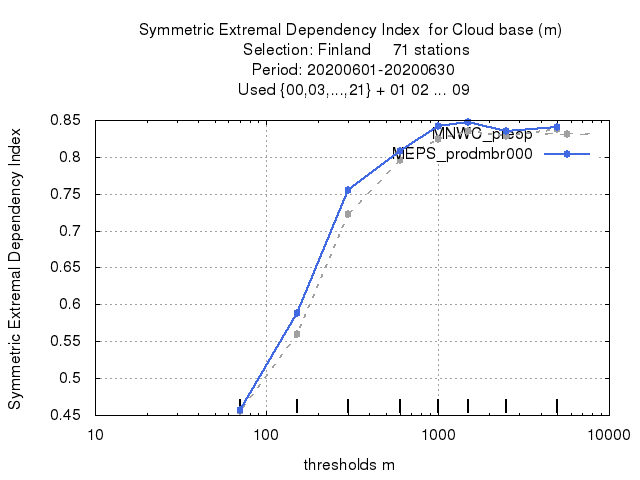 Symmetric Extremal Dependency Index  for Cloud base (m)
Selection: Finland     71 stations
Period: 20200601-20200630
Used {00,03,...,21} + 01 02 ... 09
Symmetric Extremal Dependency Index
0.85
0.8
0.75
0.7
0.65
0.6
0.55
0.5
0.45
MNWC_preop
MEPS_prodmbr000
10
100
1000
10000
thresholds m